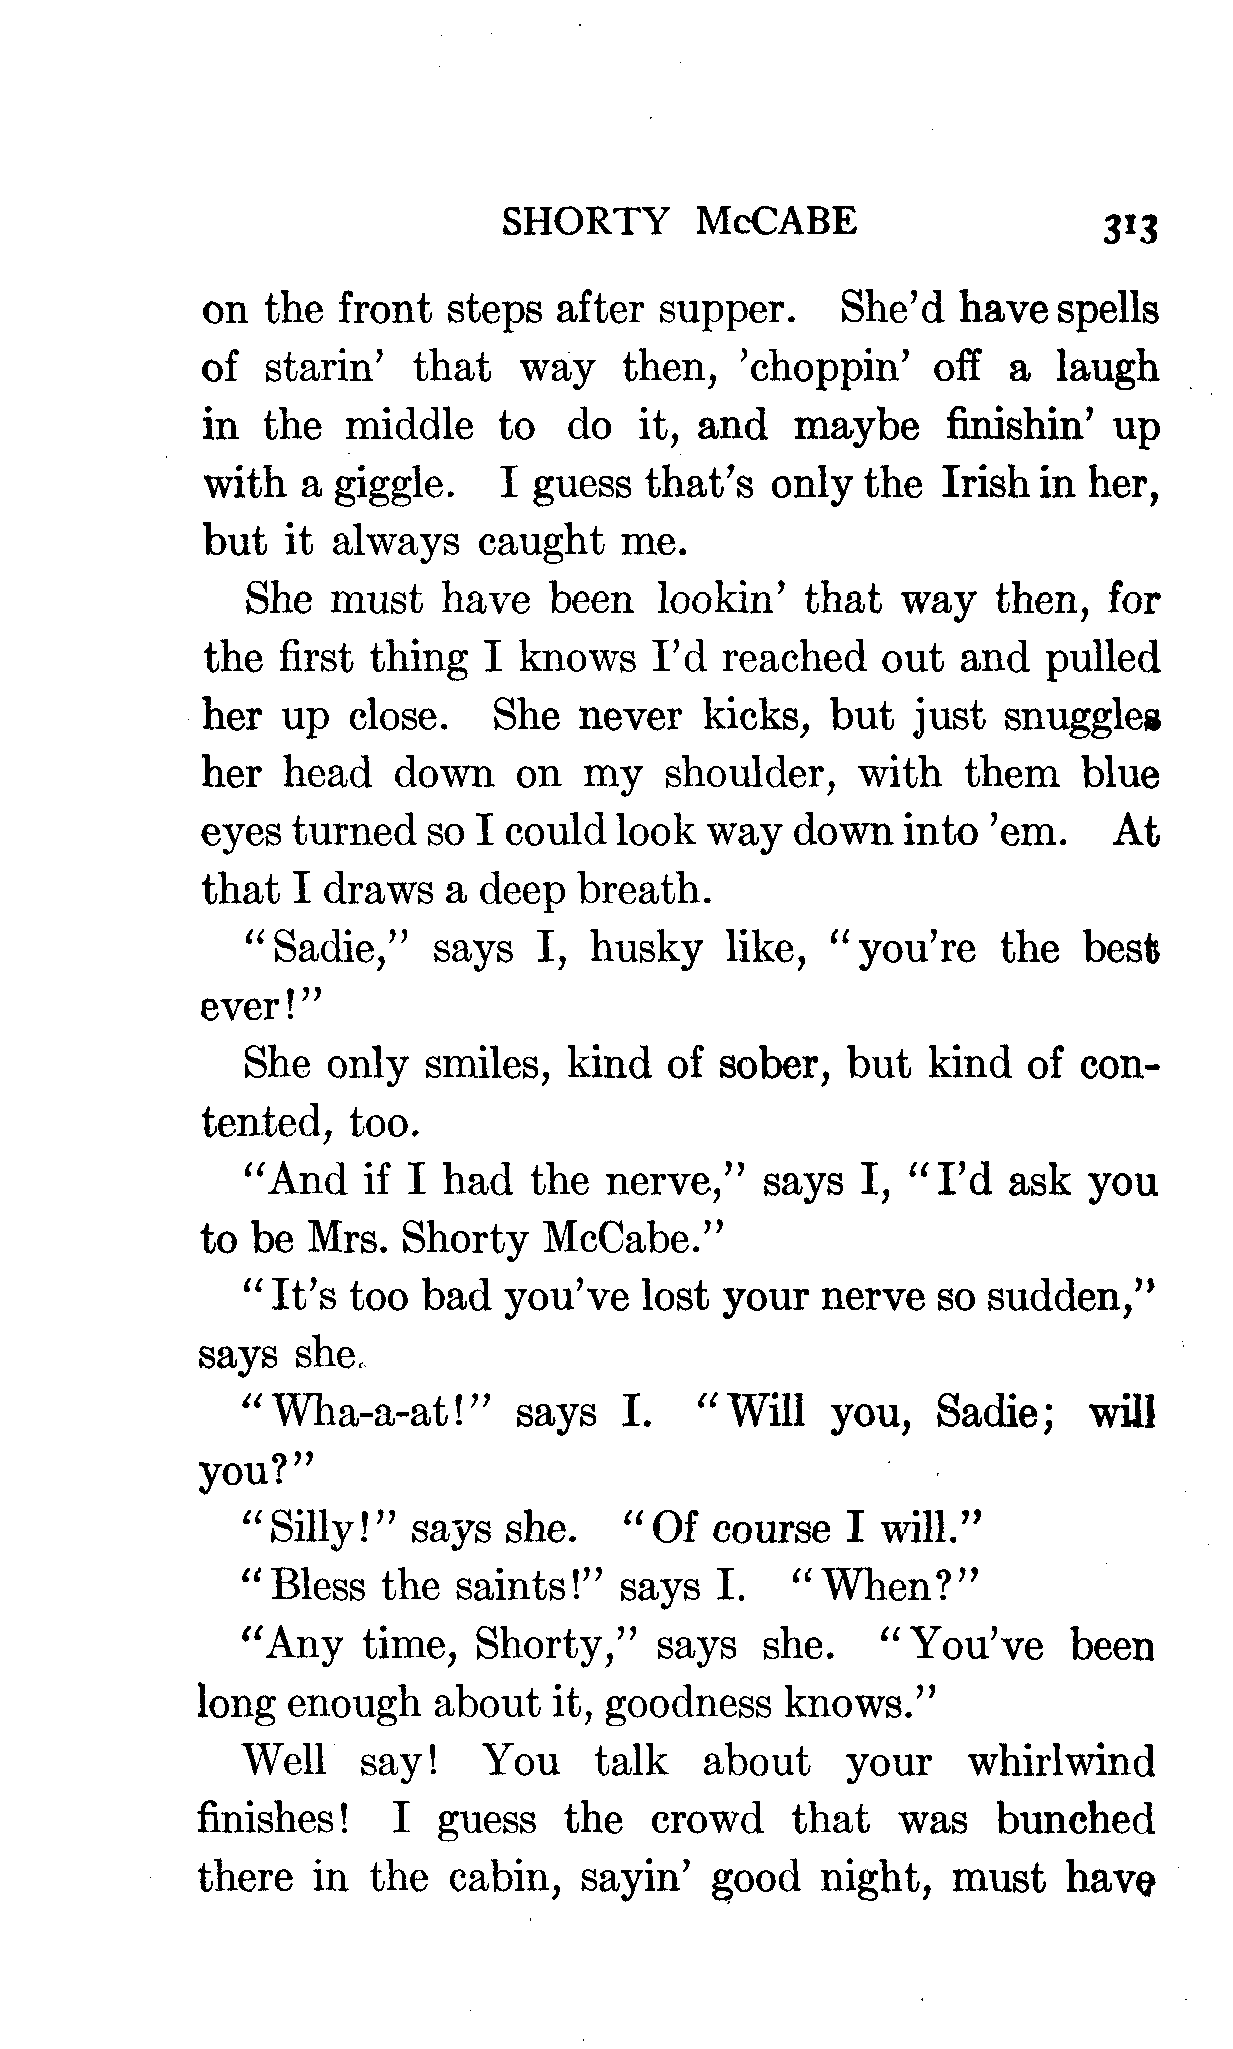 SHORTY McCABE 313
on the front steps after supper. She'd have spells
of starin' that way then, 'choppin' off a laugh
in the middle to do it, and maybe finishin' up
with a giggle. I guess that's only the Irish in her,
but it always caught me.
She must have been lookin' that way then, for
the first thing I knows I'd reached out and pulled
her up close. She never kicks, but just snuggles
her head down on my shoulder, with them blue
eyes turned so I could look way down into 'em. At
that I draws a deep breath.
"Sadie," says I, husky like, "you're the best
ever!"
She only smiles, kind of sober, but kind of con-
tented, too.
"And if I had the nerve," says I, "I'd ask you
to be Mrs. Shorty McCabe."
"It's too bad you've lost your nerve so sudden,"
says she.
"Wha-a-at!" says I. "Will you, Sadie; will
you?"
"Silly!" says she. "Of course I will."
"Bless the saints!" says I. "When?"
"Any time, Shorty," says she. "You've been
long enough about it, goodness knows."
Well say! You talk about your whirlwind
finishes! I guess the crowd that was bunched
there in the cabin, sayin' good night, must have